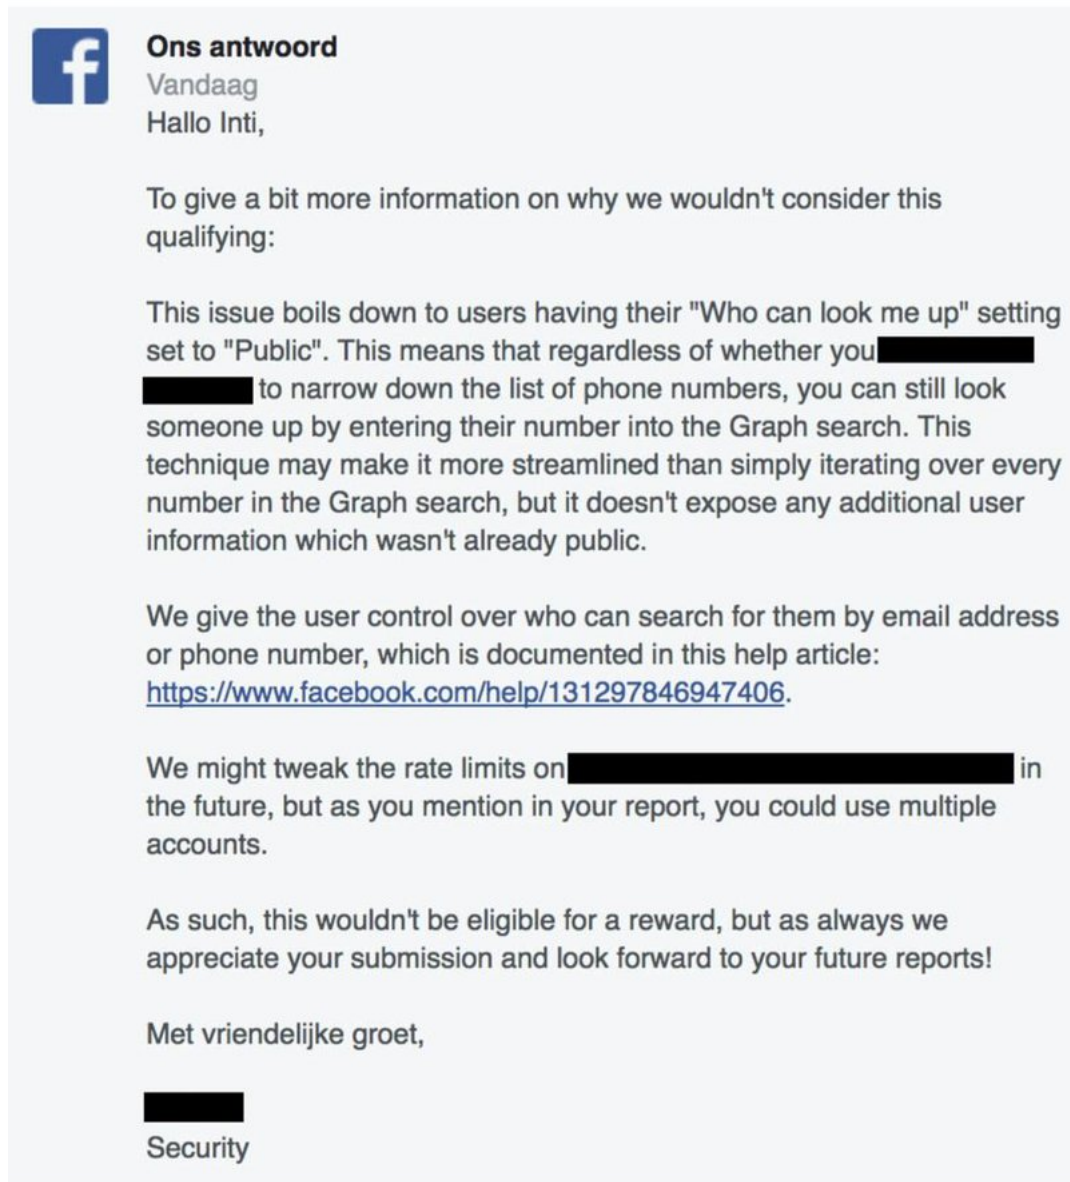 Ons antwoord
Vandaag
Hallo Inti,
To give a bit more information on why we wouldn't consider this
qualifying:
This issue boils down to users having their "Who can look me up" setting
set to "Public". This means that regardless of whether you
to narrow down the list of phone numbers, you can still look
someone up by entering their number into the Graph search. This
technique may make it more streamlined than simply iterating over every
number in the Graph search, but it doesn't expose any additional user
information which wasn't already public.
We give the user control over who can search for them by email address
or phone number, which is documented in this help article:
https://www.facebook.com/help/131297846947406.
We might tweak the rate limits on in
the future, but as you mention in your report, you could use multiple
accounts.
As such, this wouldn't be eligible for a reward, but as always we
appreciate your submission and look forward to your future reports!
Met vriendelijke groet,
Security